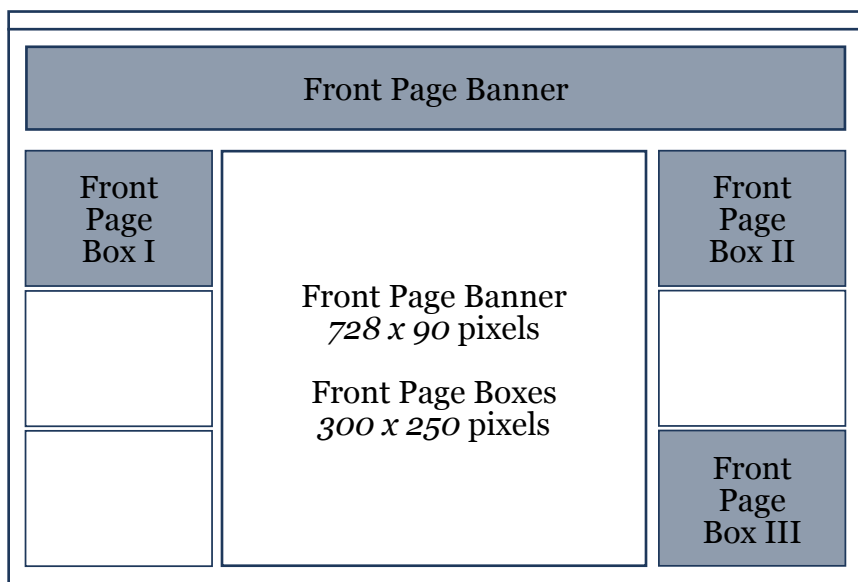 Front Page Banner
Front
Page
Box I
Front Page Banner
728 x 90 pixels
Front Page Boxes
300 x 250 pixels
Front
Page
Box II
Front
Page
Box III